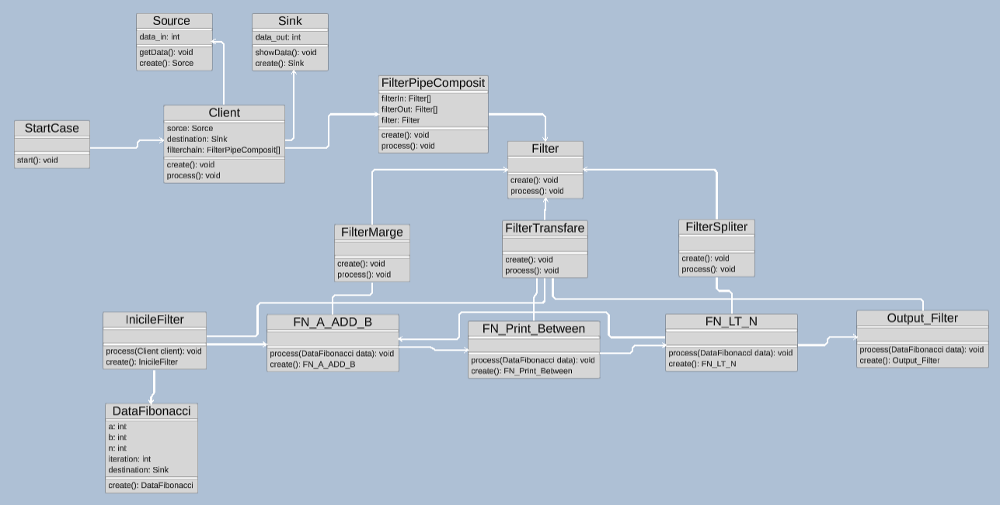 Source
data_in: int
getData(): void
create(): Sorce
Sink
data_out: int
showData(): void
create(): Sink
FilterPipeComposit
filterIn: Filter[]
filterOut: Filter[]
filter: Filter
create(): void
process(): void
Client
sorce: Sorce
destination: Sink
filterchain: FilterPipeComposit[]
create(): void
process(): void
StartCase
start(): void
Filter
create(): void
process(): void
FilterMarge
create(): void
process(): void
FilterTransfare
create(): void
process(): void
FilterSpliter
create(): void
process(): void
InicileFilter
process(Client client): void
create(): InicileFilter
FN_A_ADD_B
process(DataFibonacci data): void
create(): FN_A_ADD_B
FN_Print_Between
process(DataFibonacci data): void
create(): FN_Print_Between
FN_LT_N
process(DataFibonacci data): void
create(): FN_LT_N
Output_Filter
process(DataFibonacci data): void
create(): Output_Filter
DataFibonacci
a: int
b: int
n: int
iteration: int
destination: Sink
create(): DataFibonacci